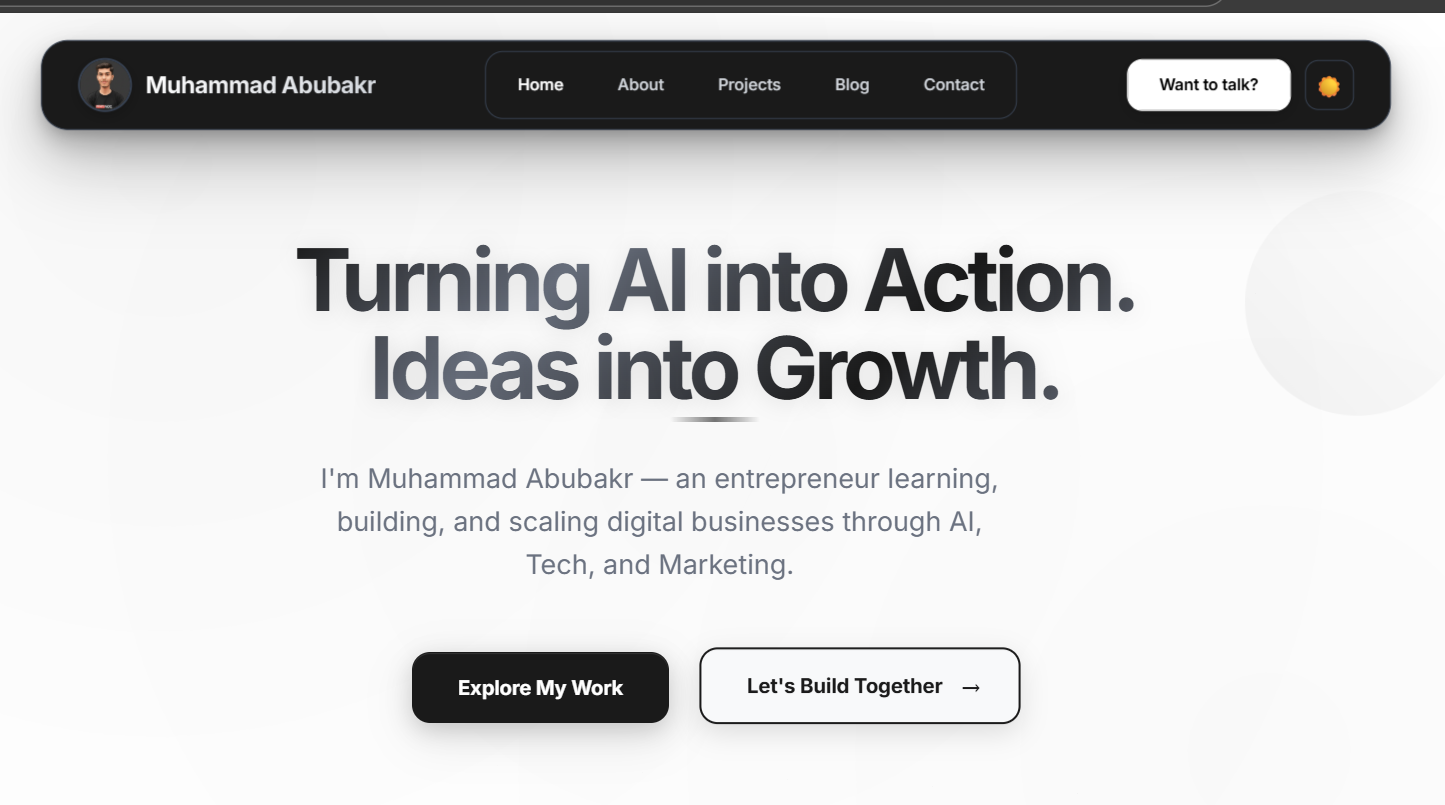 Muhammad Abubakr
Home
About
Projects
Blog
Contact
Want to talk?
Turning AI into Action.
Ideas into Growth.
I'm Muhammad Abubakr — an entrepreneur learning,
building, and scaling digital businesses through AI,
Tech, and Marketing.
Explore My Work
Let's Build Together →